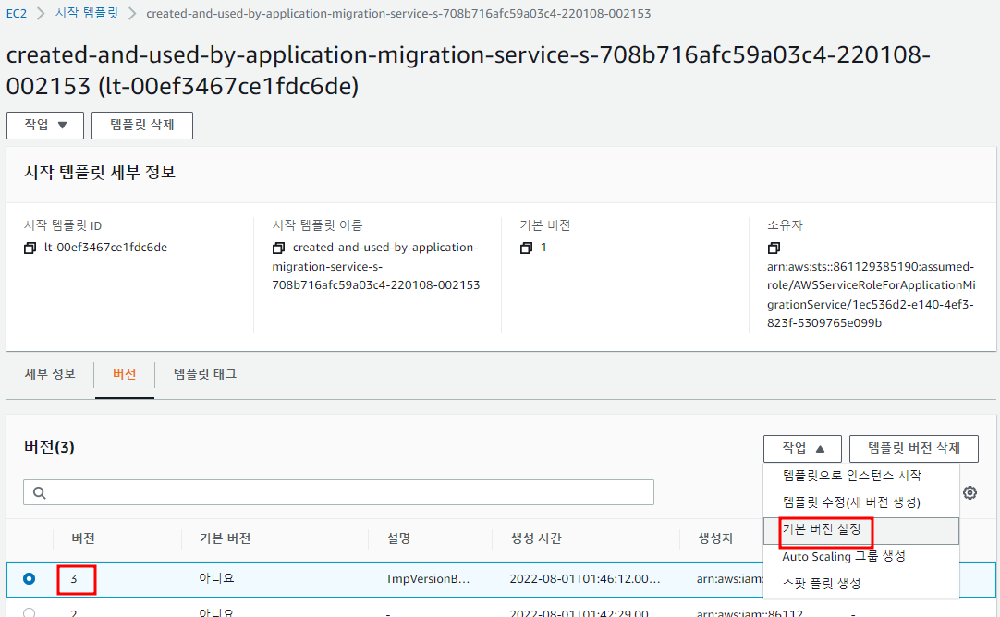 EC2 > 시작 템플릿 > created-and-used-by-application-migration-service-s-708b716afc59a03c4-220108-002153
created-and-used-by-application-migration-service-s-708b716afc59a03c4-220108-
002153 (lt-00ef3467ce1fdc6de)
작업 ▼ 템플릿 삭제
시작 템플릿 세부 정보
시작 템플릿 ID
lt-00ef3467ce1fdc6de
시작 템플릿 이름
created-and-used-by-application-
migration-service-s-
708b716afc59a03c4-220108-002153
기본 버전
1
소유자
arn:aws:sts::861129385190:assumed-
role/AWSServiceRoleForApplicationMi
grationService/1ec536d2-e140-4ef3-
823f-5309765e099b
세부 정보 버전 템플릿 태그
버전(3)
작업 ▲ 템플릿 버전 삭제
템플릿으로 인스턴스 시작
템플릿 수정(새 버전 생성)
기본 버전 설정
Auto Scaling 그룹 생성
스팟 플릿 생성
버전 기본 버전 설명 생성 시간 생성자
3 아니요 TmpVersionB... 2022-08-01T01:46:12.00... arn:aws:iam:
2 아니요 - 2022-08-01T01:42:29.00 arn:aws:iam::86112 -